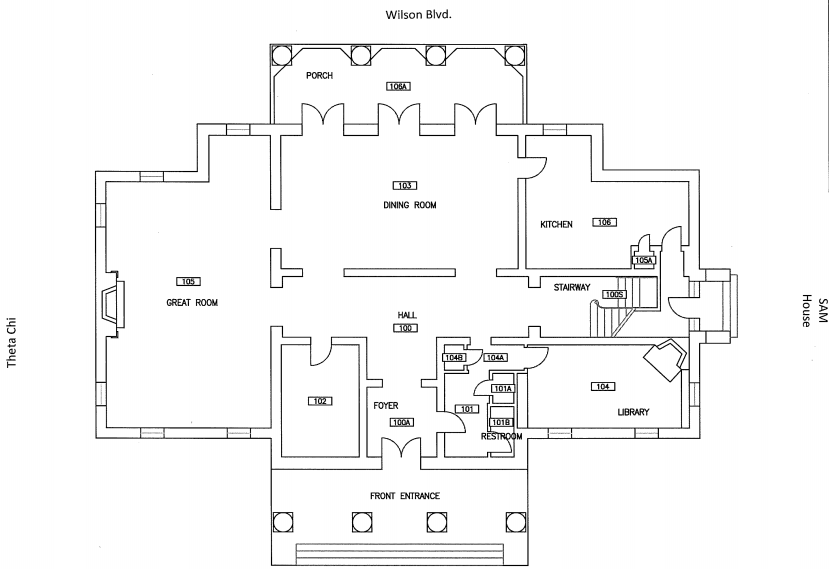 Wilson Blvd.
PORCH
106A
103
DINING ROOM
KITCHEN
106
105A
105
GREAT ROOM
STAIRWAY
100S
HALL
100
104B
104A
101A
104
102
FOYER
101
LIBRARY
100A
101B
RESTROOM
FRONT ENTRANCE
Theta Chi
SAM
House